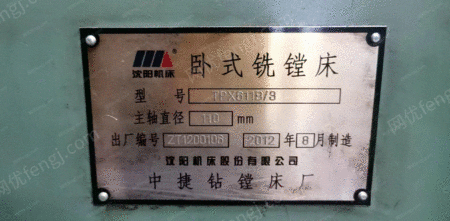 沈阳机床
卧式铣镗床
型 号 TPX6113/3
主轴直径 110 mm
出厂编号 ZT1200108 2012 年 8 月制造
沈阳机床股份有限公司
中捷钻镗床厂